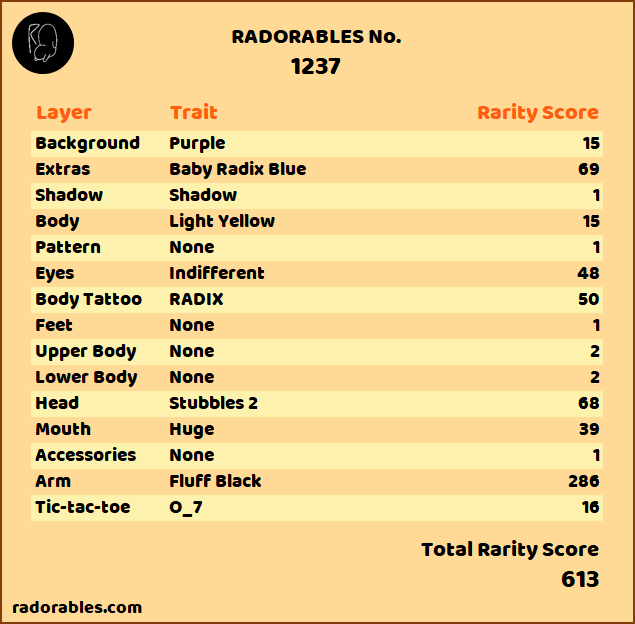 RADORABLES No.
1237
Layer Trait Rarity Score
Background Purple 15
Extras Baby Radix Blue 69
Shadow Shadow 1
Body Light Yellow 15
Pattern None 1
Eyes Indifferent 48
Body Tattoo RADIX 50
Feet None 1
Upper Body None 2
Lower Body None 2
Head Stubbles 2 68
Mouth Huge 39
Accessories None 1
Arm Fluff Black 286
Tic-tac-toe O_7 16
Total Rarity Score
613
radorables.com